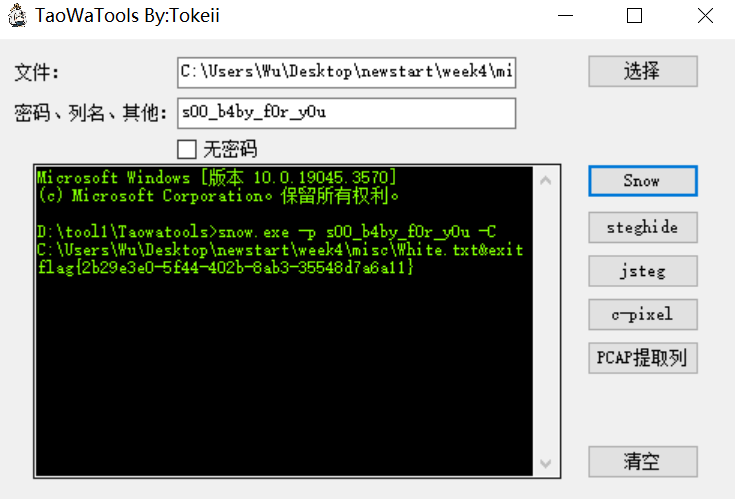 TaoWaTools By:Tokeii
文件：
C:\Users\Wu\Desktop\newstart\week4\mi
选择
密码、列名、其他：
s00_b4by_f0r_y0u
无密码
Microsoft Windows [版本 10.0.19045.3570]
(c) Microsoft Corporation。保留所有权利。
D:\tool1\Taowatools>snow.exe -p s00_b4by_f0r_y0u -C
C:\Users\Wu\Desktop\newstart\week4\misc\White.txt&exit
flag{2b29e3e0-5f44-402b-8ab3-35548d7a6a11}
Snow
steghide
jsteg
c-pixel
PCAP提取列
清空